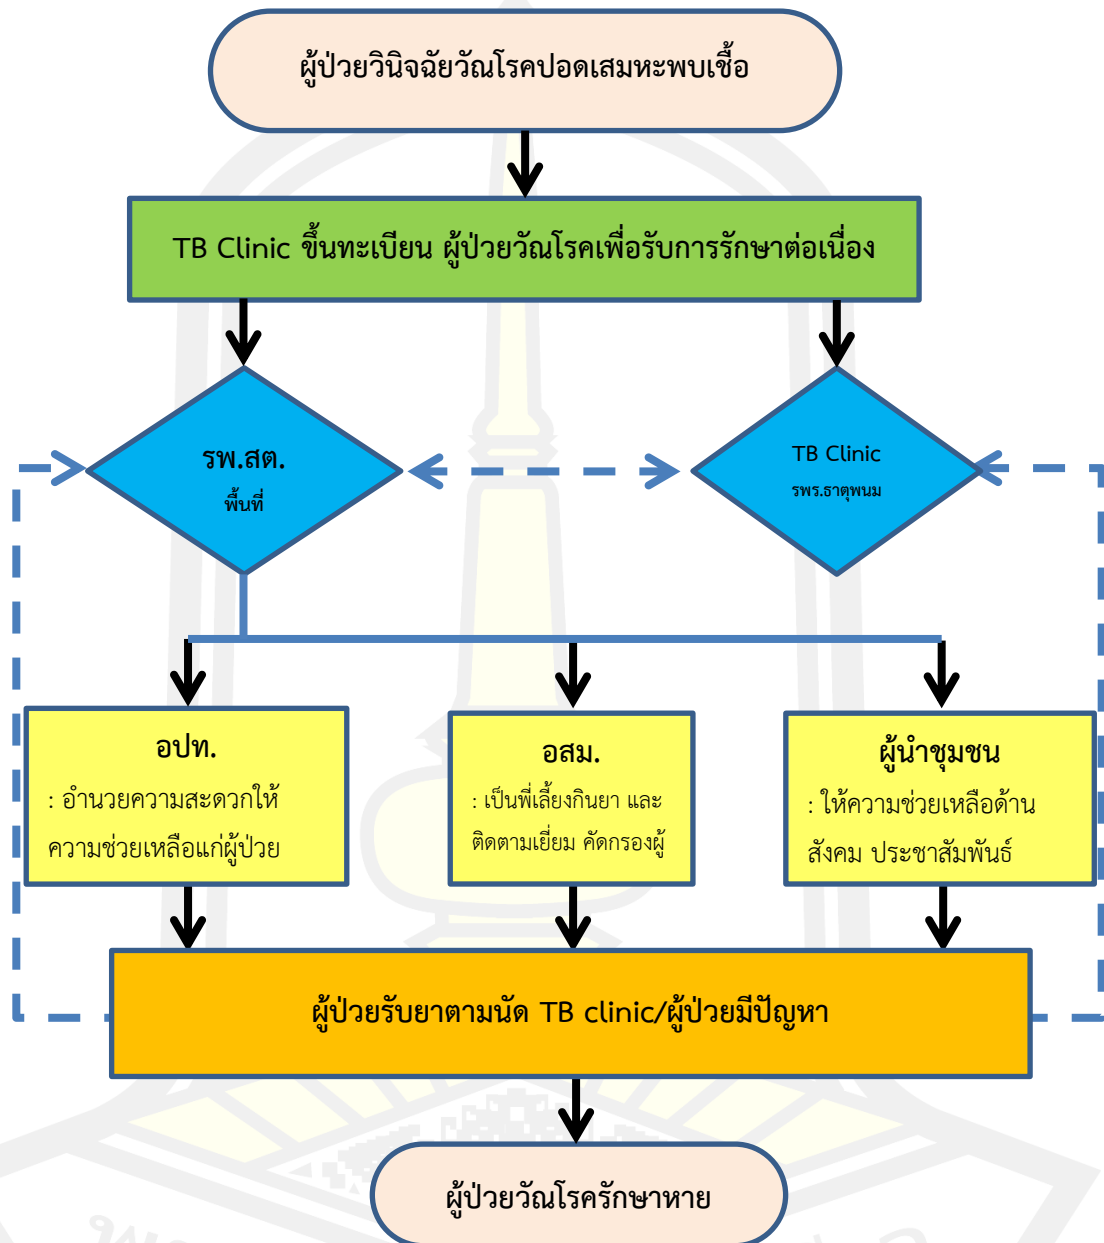 ผู้ป่วยวินิจฉัยวัณโรคปอดเสมหะพบเชื้อ
TB Clinic ขึ้นทะเบียน ผู้ป่วยวัณโรคเพื่อรับการรักษาต่อเนื่อง
รพ.สต.
พื้นที่
TB Clinic
รพร.ธาตุพนม
อปท.
: อำนวยความสะดวกให้
ความช่วยเหลือแก่ผู้ป่วย
อสม.
: เป็นพี่เลี้ยงกินยา และ
ติดตามเยี่ยม คัดกรองผู้
ผู้นำชุมชน
: ให้ความช่วยเหลือด้าน
สังคม ประชาสัมพันธ์
ผู้ป่วยรับยาตามนัด TB clinic/ผู้ป่วยมีปัญหา
ผู้ป่วยวัณโรครักษาหาย